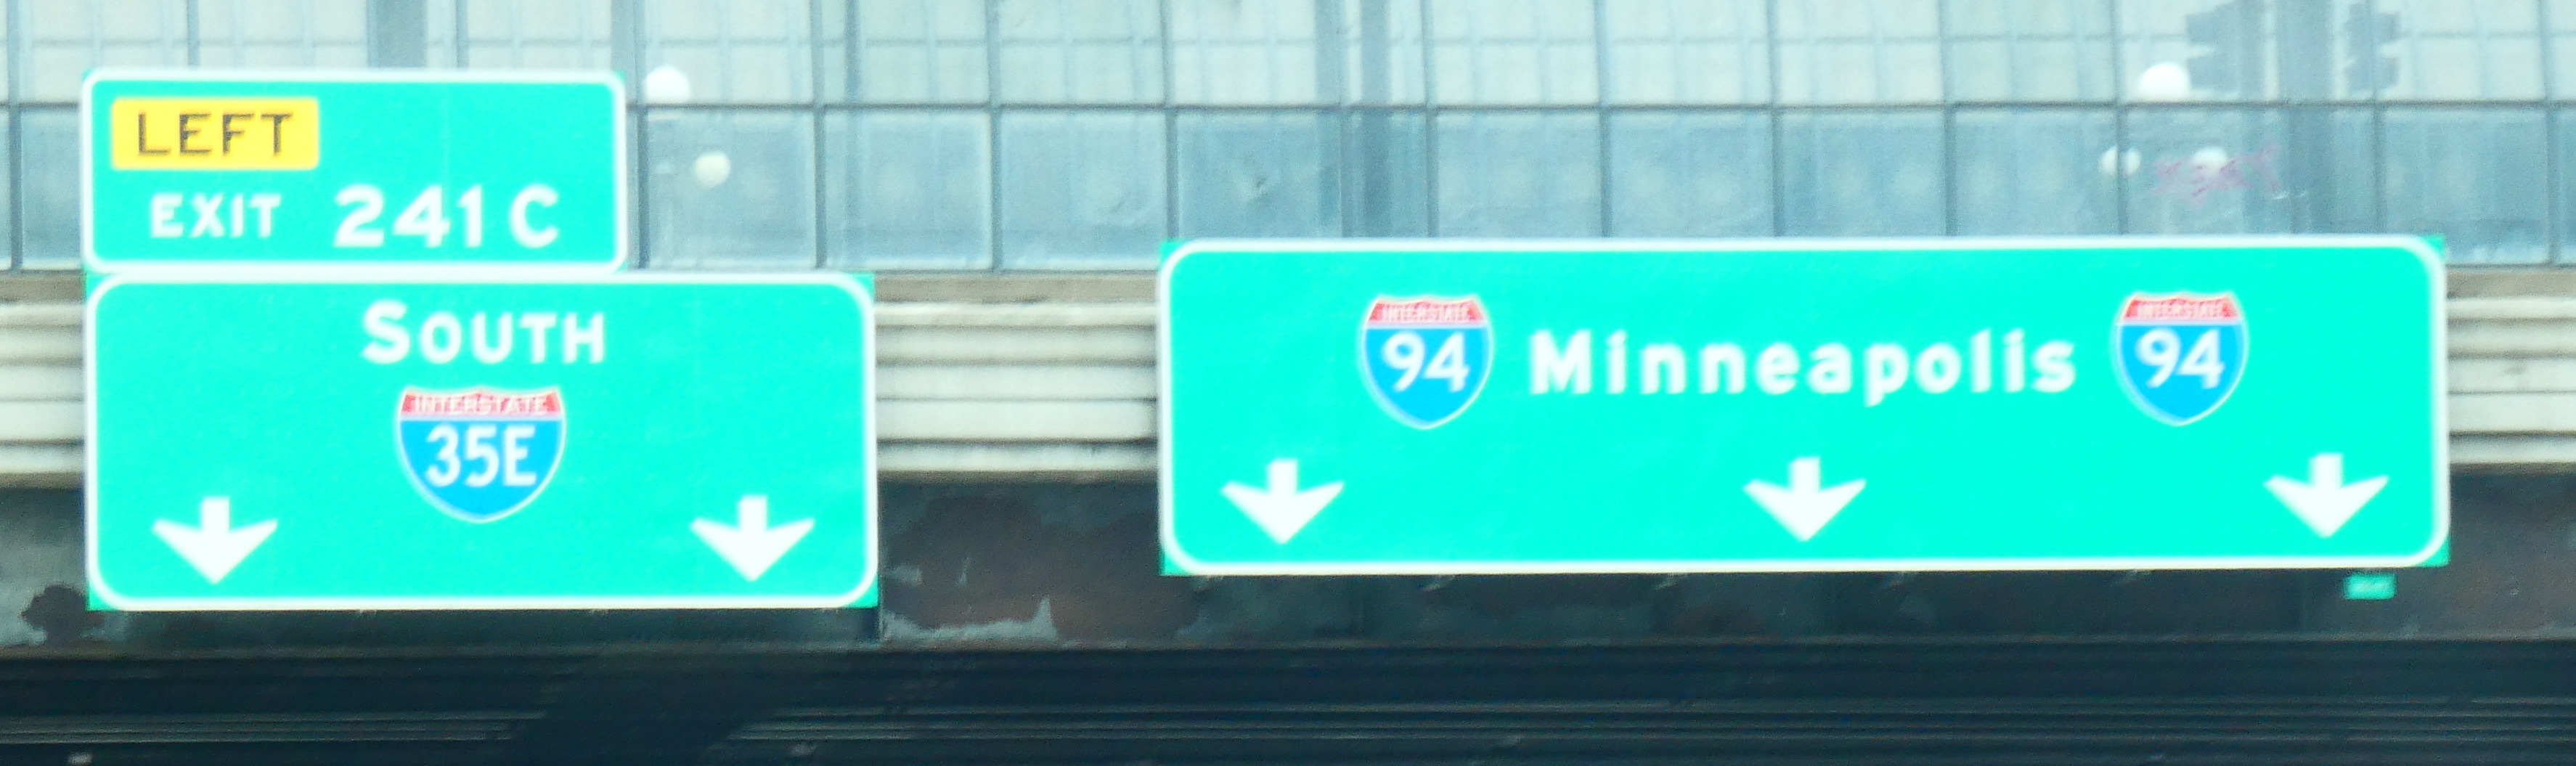 LEFT
EXIT 241 C
SOUTH
INTERSTATE
35E
INTERSTATE
94
Minneapolis
INTERSTATE
94